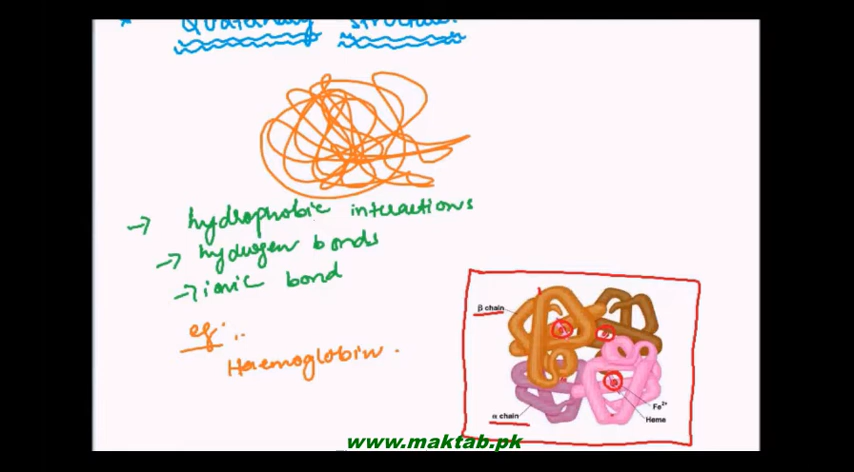 * Quaternary structure.
→ hydrophobic interactions
→ hydrogen bonds
→ ionic bond
eg:..
Haemoglobin.
β chain
α chain
Fe²⁺
Heme
www.maktab.pk